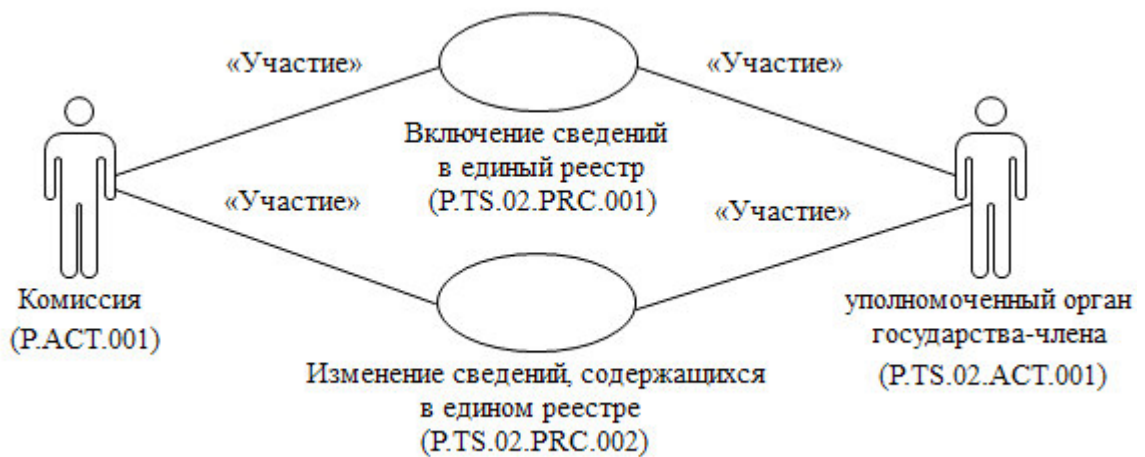 «Участие»
«Участие»
Включение сведений
в единый реестр
(P.TS.02.PRC.001)
«Участие»
«Участие»
Комиссия
(P.ACT.001)
уполномоченный орган
государства-члена
(P.TS.02.ACT.001)
Изменение сведений, содержащихся
в едином реестре
(P.TS.02.PRC.002)